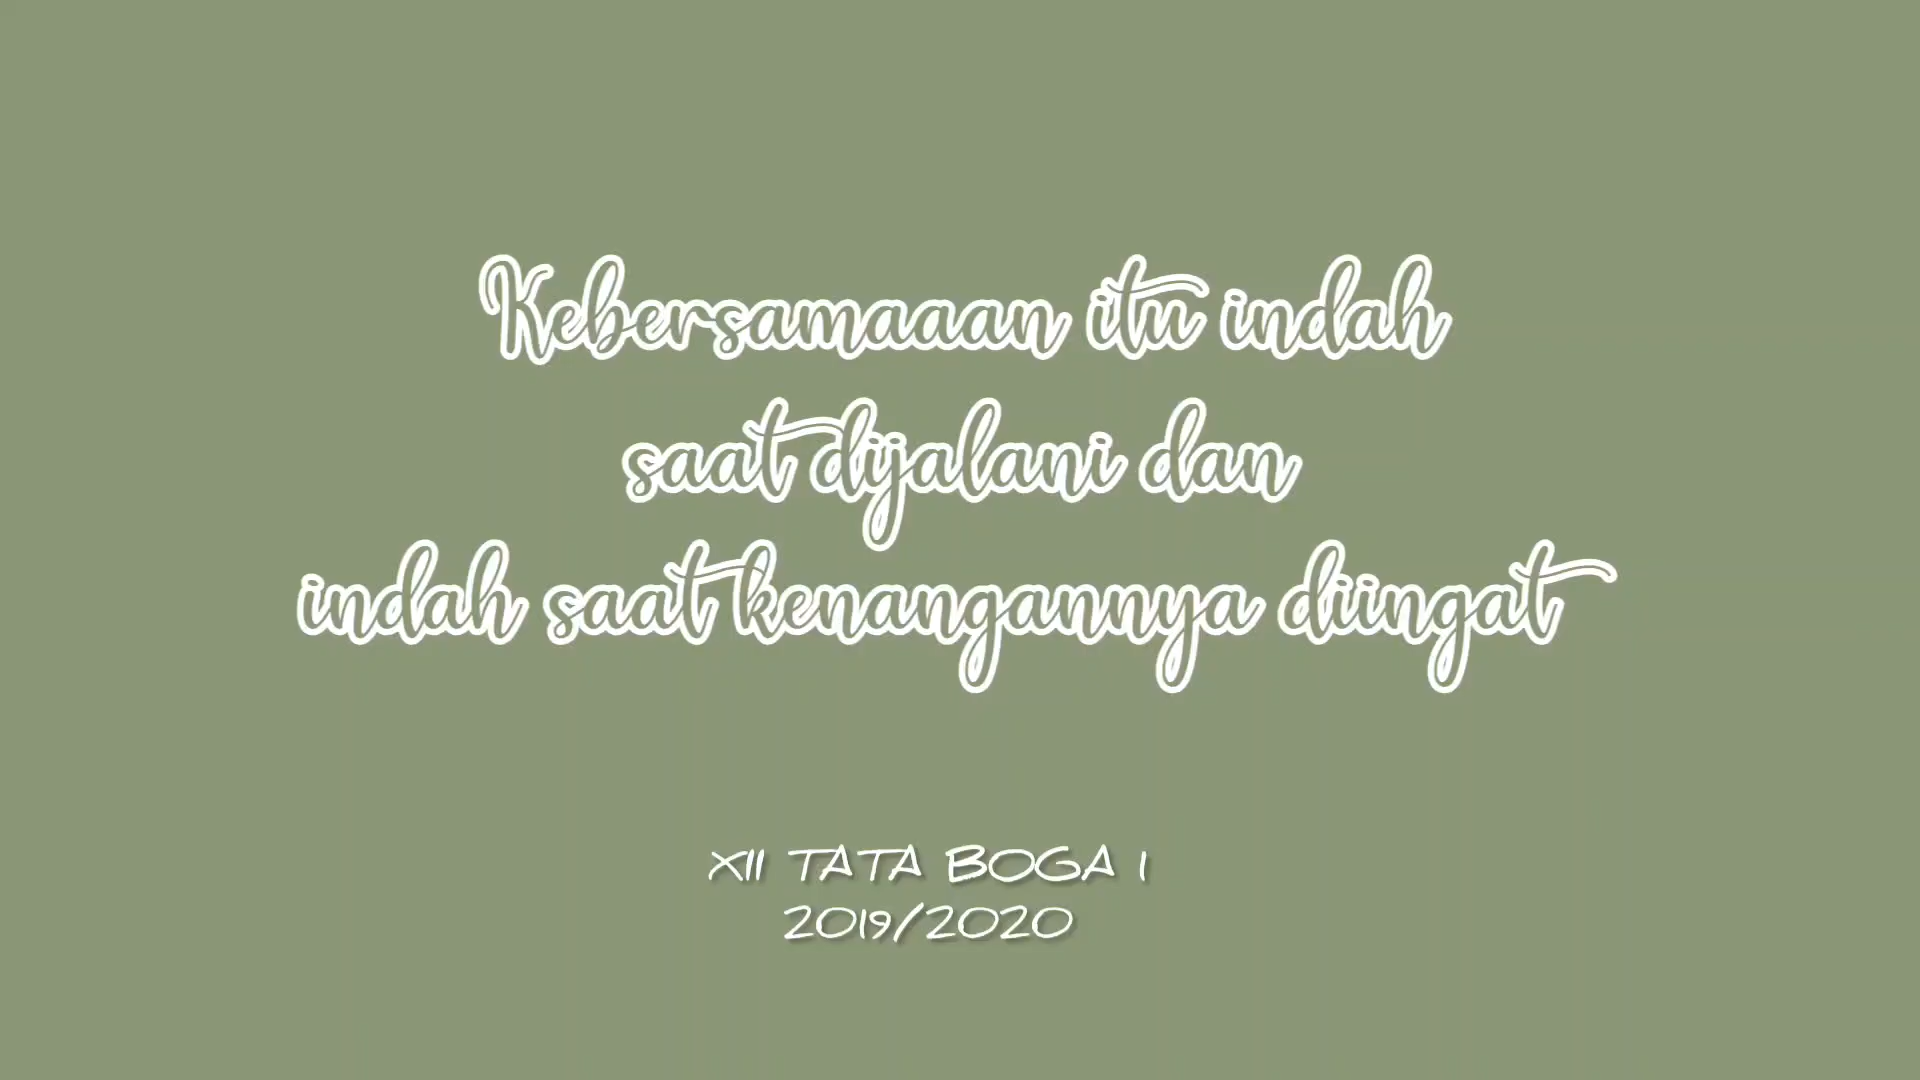 Kebersamaaan itu indah
saat dijalani dan
indah saat kenangannya diingat
XII TATA BOGA 1
2019/2020